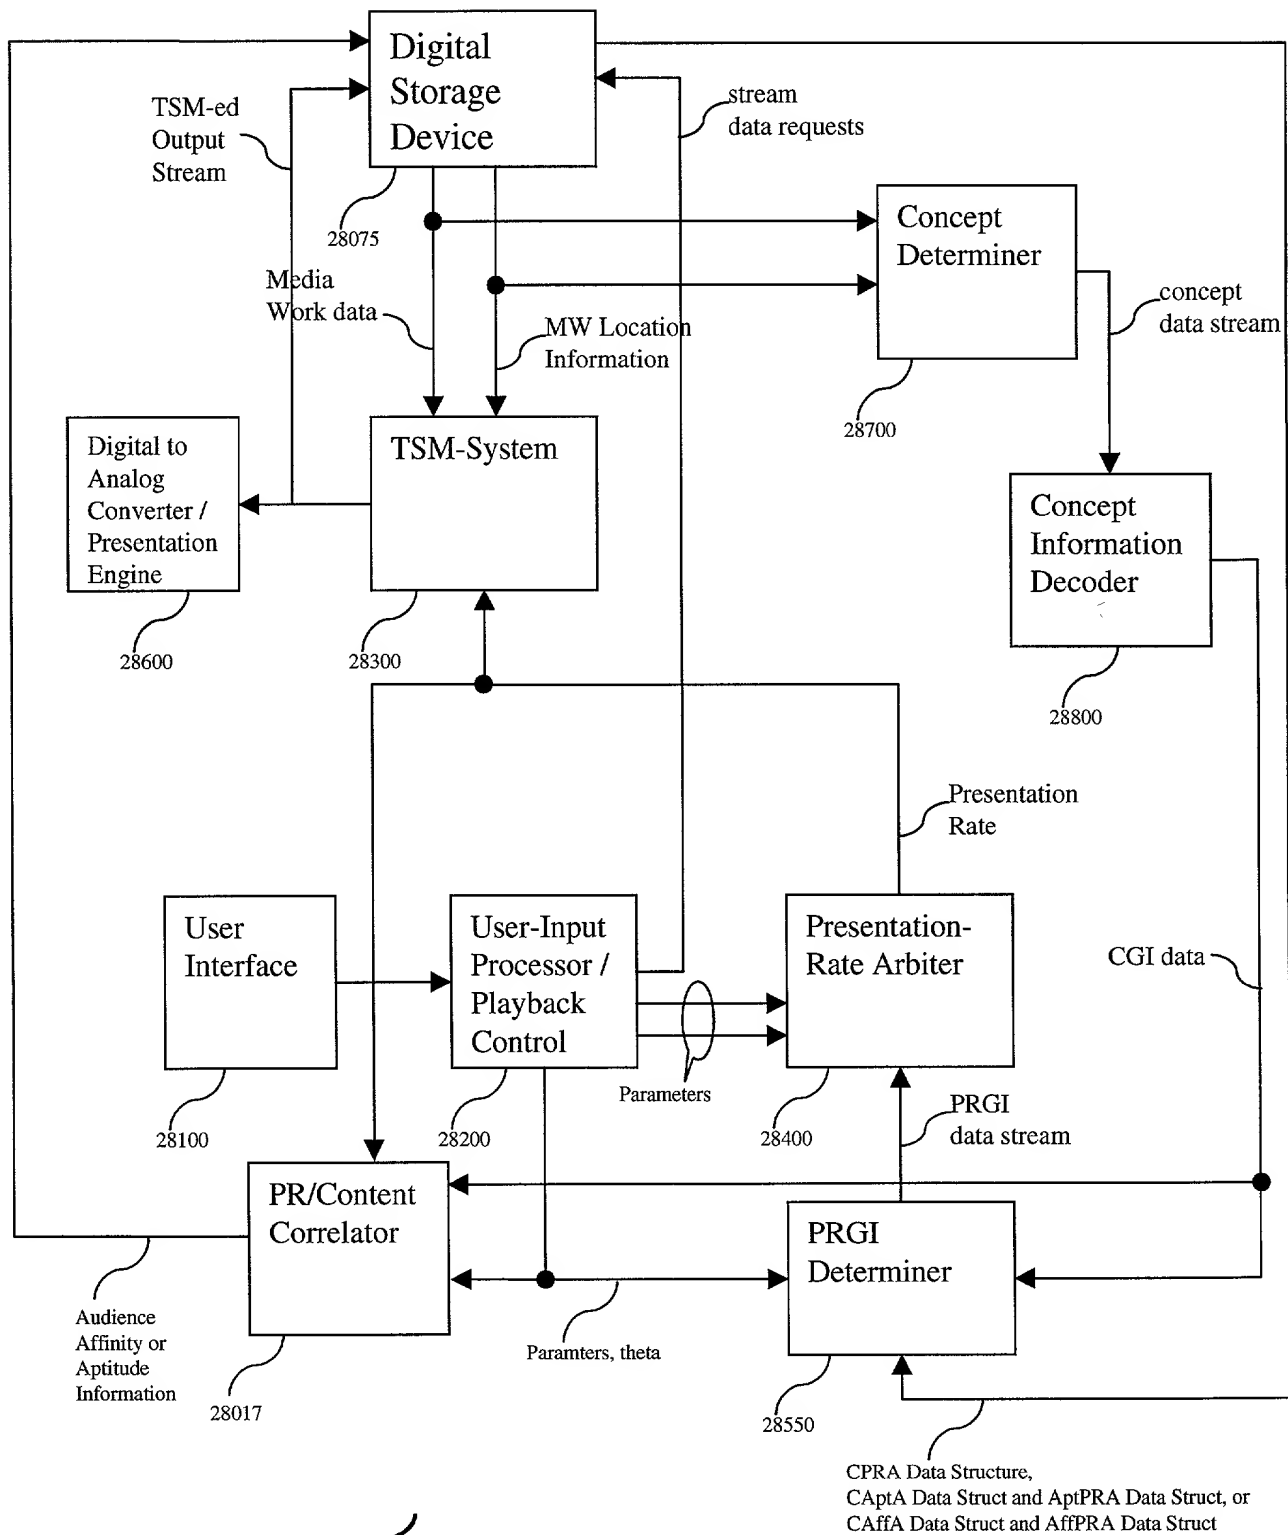 Digital
Storage
Device
28075
TSM-ed
Output
Stream
stream
data requests
Concept
Determiner
28700
concept
data stream
Media
Work data
MW Location
Information
Digital to
Analog
Converter /
Presentation
Engine
28600
TSM-System
28300
Concept
Information
Decoder
28800
Presentation
Rate
User
Interface
28100
User-Input
Processor /
Playback
Control
28200
Parameters
Presentation-
Rate Arbiter
28400
CGI data
PRGI
data stream
PR/Content
Correlator
28017
PRGI
Determiner
28550
Audience
Affinity or
Aptitude
Information
Paramters, theta
CPRA Data Structure,
CAptA Data Struct and AptPRA Data Struct, or
CAffA Data Struct and AffPRA Data Struct